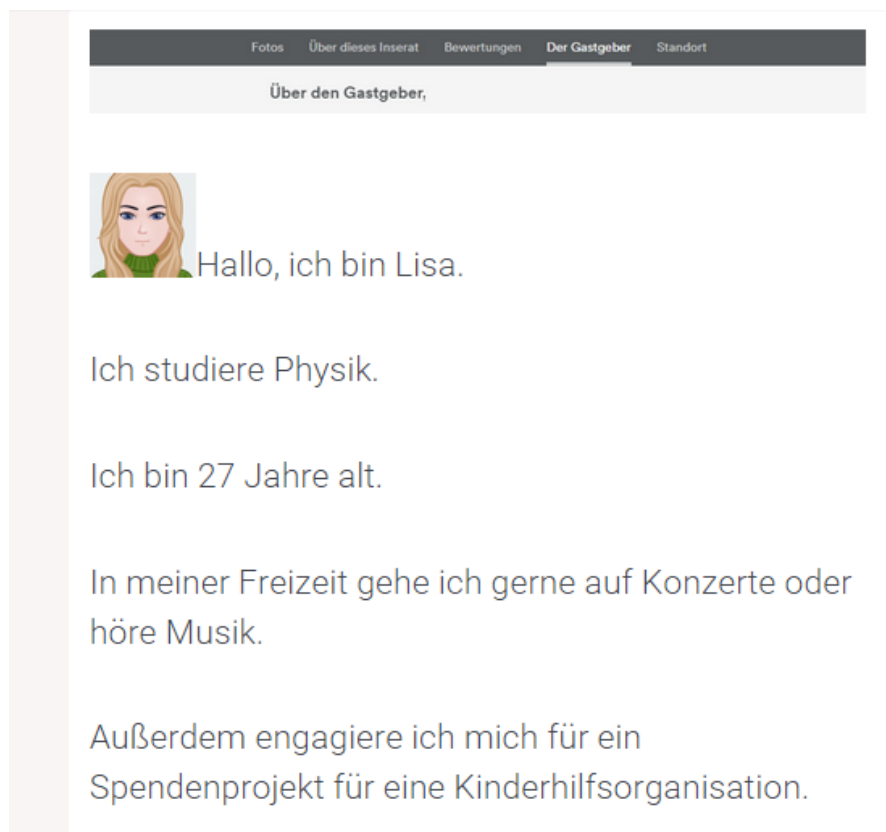 Fotos Über dieses Inserat Bewertungen Der Gastgeber Standort
Über den Gastgeber,
Hallo, ich bin Lisa.
Ich studiere Physik.
Ich bin 27 Jahre alt.
In meiner Freizeit gehe ich gerne auf Konzerte oder
höre Musik.
Außerdem engagiere ich mich für ein
Spendenprojekt für eine Kinderhilfsorganisation.